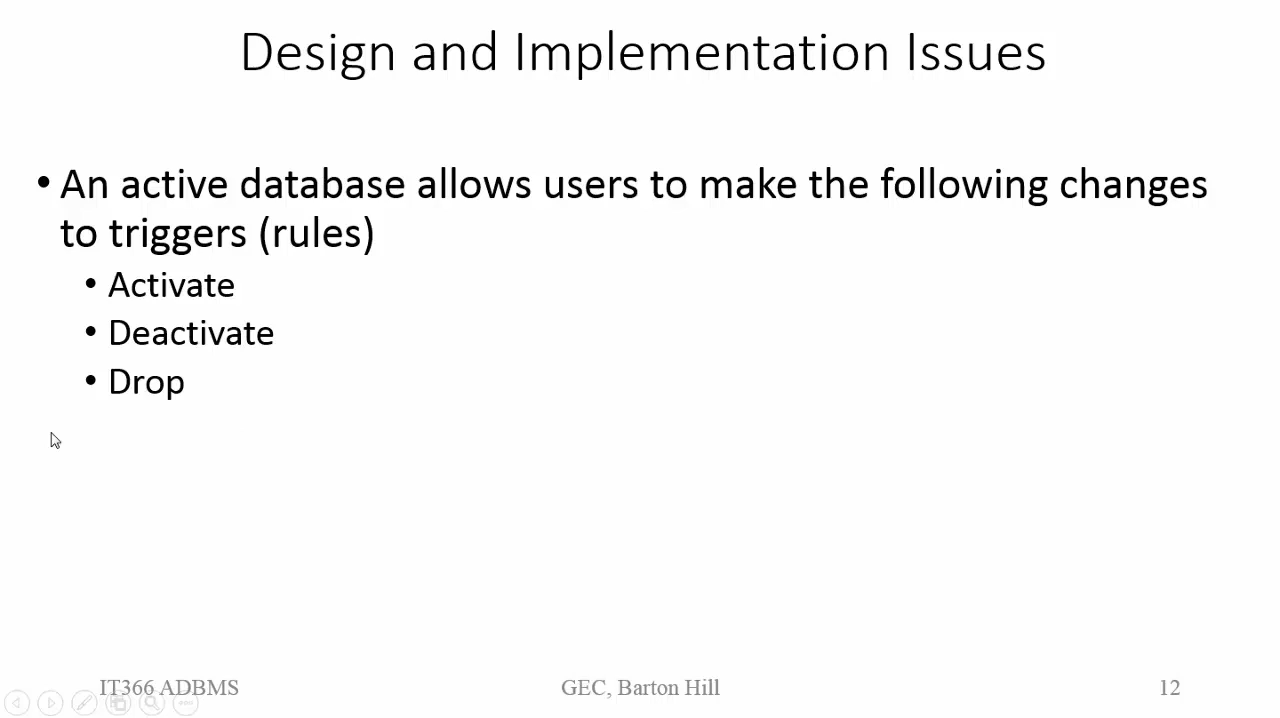 Design and Implementation Issues
• An active database allows users to make the following changes
to triggers (rules)
• Activate
• Deactivate
• Drop
IT366 ADBMS
GEC, Barton Hill
12